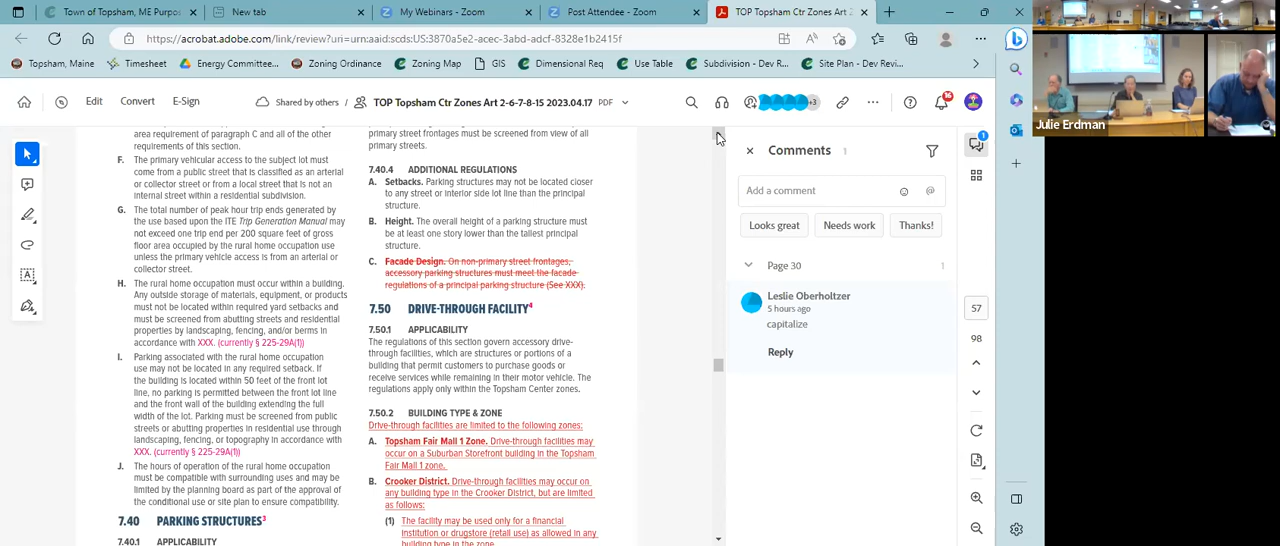 Town of Topsham, ME Purpo
New tab
My Webinars - Zoom
Post Attendee - Zoom
TOP Topsham Ctr Zones Art 2
https://acrobat.adobe.com/link/review?uri=urn:aaid:scds:US:3870a5e2-acec-3abd-adcf-8328e1b2415f
Topsham, Maine
Timesheet
Energy Committee...
Zoning Ordinance
Zoning Map
GIS
Dimensional Req
Use Table
Subdivision - Dev R...
Site Plan - Dev Revi...
Edit
Convert
E-Sign
Shared by others
TOP Topsham Ctr Zones Art 2-6-7-8-15 2023.04.17
PDF
+3
16
Julie Erdman
area requirement of paragraph C and all of the other
requirements of this section.
F. The primary vehicular access to the subject lot must
come from a public street that is classified as an arterial
or collector street or from a local street that is not an
internal street within a residential subdivision.
G. The total number of peak hour trip ends generated by
the use based upon the ITE Trip Generation Manual may
not exceed one trip end per 200 square feet of gross
floor area occupied by the rural home occupation use
unless the primary vehicle access is from an arterial or
collector street.
H. The rural home occupation must occur within a building.
Any outside storage of materials, equipment, or products
must not be located within required yard setbacks and
must be screened from abutting streets and residential
properties by landscaping, fencing, and/or berms in
accordance with XXX. (currently § 225-29A(1))
I. Parking associated with the rural home occupation
use may not be located in any required setback. If
the building is located within 50 feet of the front lot
line, no parking is permitted between the front lot line
and the front wall of the building extending the full
width of the lot. Parking must be screened from public
streets or abutting properties in residential use through
landscaping, fencing, or topography in accordance with
XXX. (currently § 225-29A(1))
J. The hours of operation of the rural home occupation
must be compatible with surrounding uses and may be
limited by the planning board as part of the approval of
the conditional use or site plan to ensure compatibility.
7.40 PARKING STRUCTURES3
7.40.1 APPLICABILITY
primary street frontages must be screened from view of all
primary streets.
7.40.4 ADDITIONAL REGULATIONS
A. Setbacks. Parking structures may not be located closer
to any street or interior side lot line than the principal
structure.
B. Height. The overall height of a parking structure must
be at least one story lower than the tallest principal
structure.
C. Facade Design. On non-primary street frontages,
accessory parking structures must meet the facade
regulations of a principal parking structure (See XXX).
7.50 DRIVE-THROUGH FACILITY4
7.50.1 APPLICABILITY
The regulations of this section govern accessory drive-
through facilities, which are structures or portions of a
building that permit customers to purchase goods or
receive services while remaining in their motor vehicle. The
regulations apply only within the Topsham Center zones.
7.50.2 BUILDING TYPE & ZONE
Drive-through facilities are limited to the following zones:
A. Topsham Fair Mall 1 Zone. Drive-through facilities may
occur on a Suburban Storefront building in the Topsham
Fair Mall 1 zone.
B. Crooker District. Drive-through facilities may occur on
any building type in the Crooker District, but are limited
as follows:
(1) The facility may be used only for a financial
Institution or drugstore (retail use) as allowed in any
building type in the zone.
Comments 1
Add a comment
@
Looks great
Needs work
Thanks!
Page 30
1
Leslie Oberholtzer
5 hours ago
capitalize
Reply
1
57
98